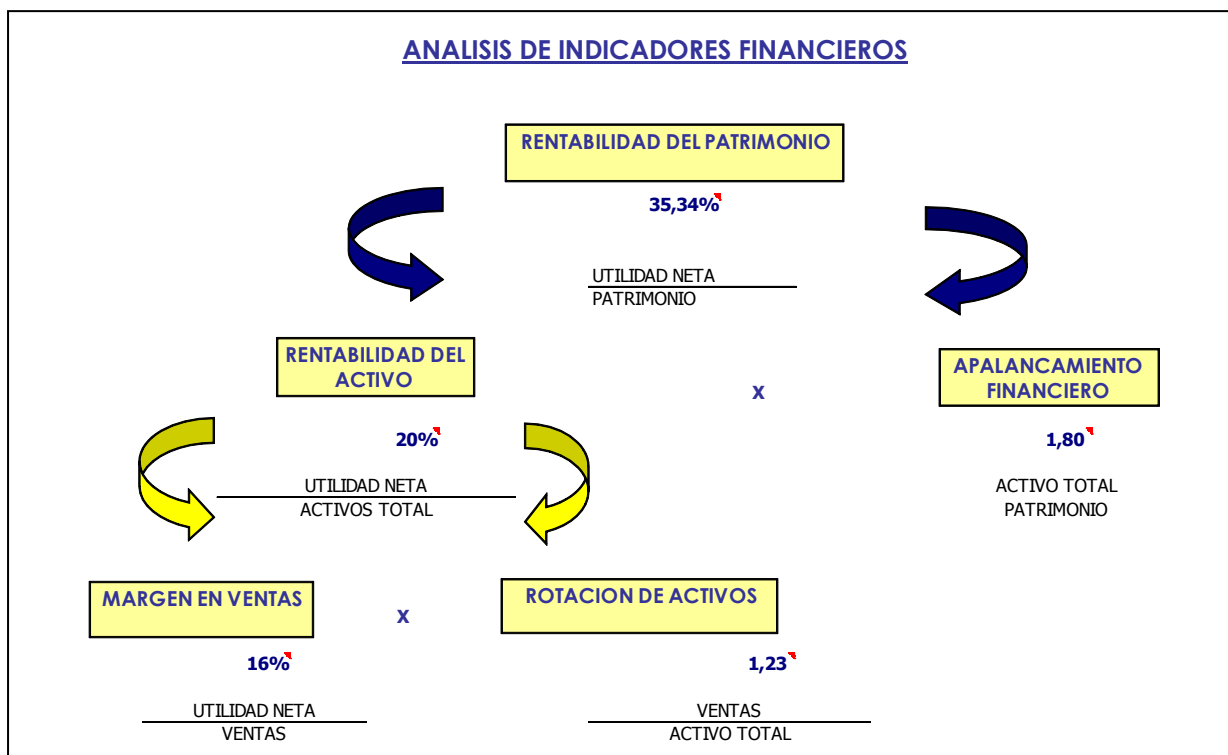 ANALISIS DE INDICADORES FINANCIEROS
RENTABILIDAD DEL PATRIMONIO
35,34%
UTILIDAD NETA
PATRIMONIO
RENTABILIDAD DEL
ACTIVO
X
APALANCAMIENTO
FINANCIERO
20%
1,80
UTILIDAD NETA
ACTIVOS TOTAL
ACTIVO TOTAL
PATRIMONIO
MARGEN EN VENTAS
X
ROTACION DE ACTIVOS
16%
1,23
UTILIDAD NETA
VENTAS
VENTAS
ACTIVO TOTAL